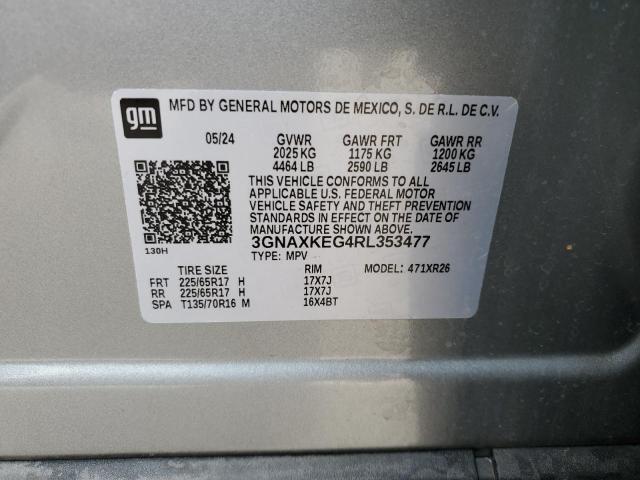 gm
MFD BY GENERAL MOTORS DE MEXICO, S. DE R.L. DE C.V.
05/24 GVWR GAWR FRT GAWR RR
2025 KG 1175 KG 1200 KG
4464 LB 2590 LB 2645 LB
THIS VEHICLE CONFORMS TO ALL
APPLICABLE U.S. FEDERAL MOTOR
VEHICLE SAFETY AND THEFT PREVENTION
STANDARDS IN EFFECT ON THE DATE OF
MANUFACTURE SHOWN ABOVE.
130H 3GNAXKEG4RL353477
TYPE: MPV
TIRE SIZE RIM MODEL: 471XR26
FRT 225/65R17 H 17X7J
RR 225/65R17 H 17X7J
SPA T135/70R16 M 16X4BT